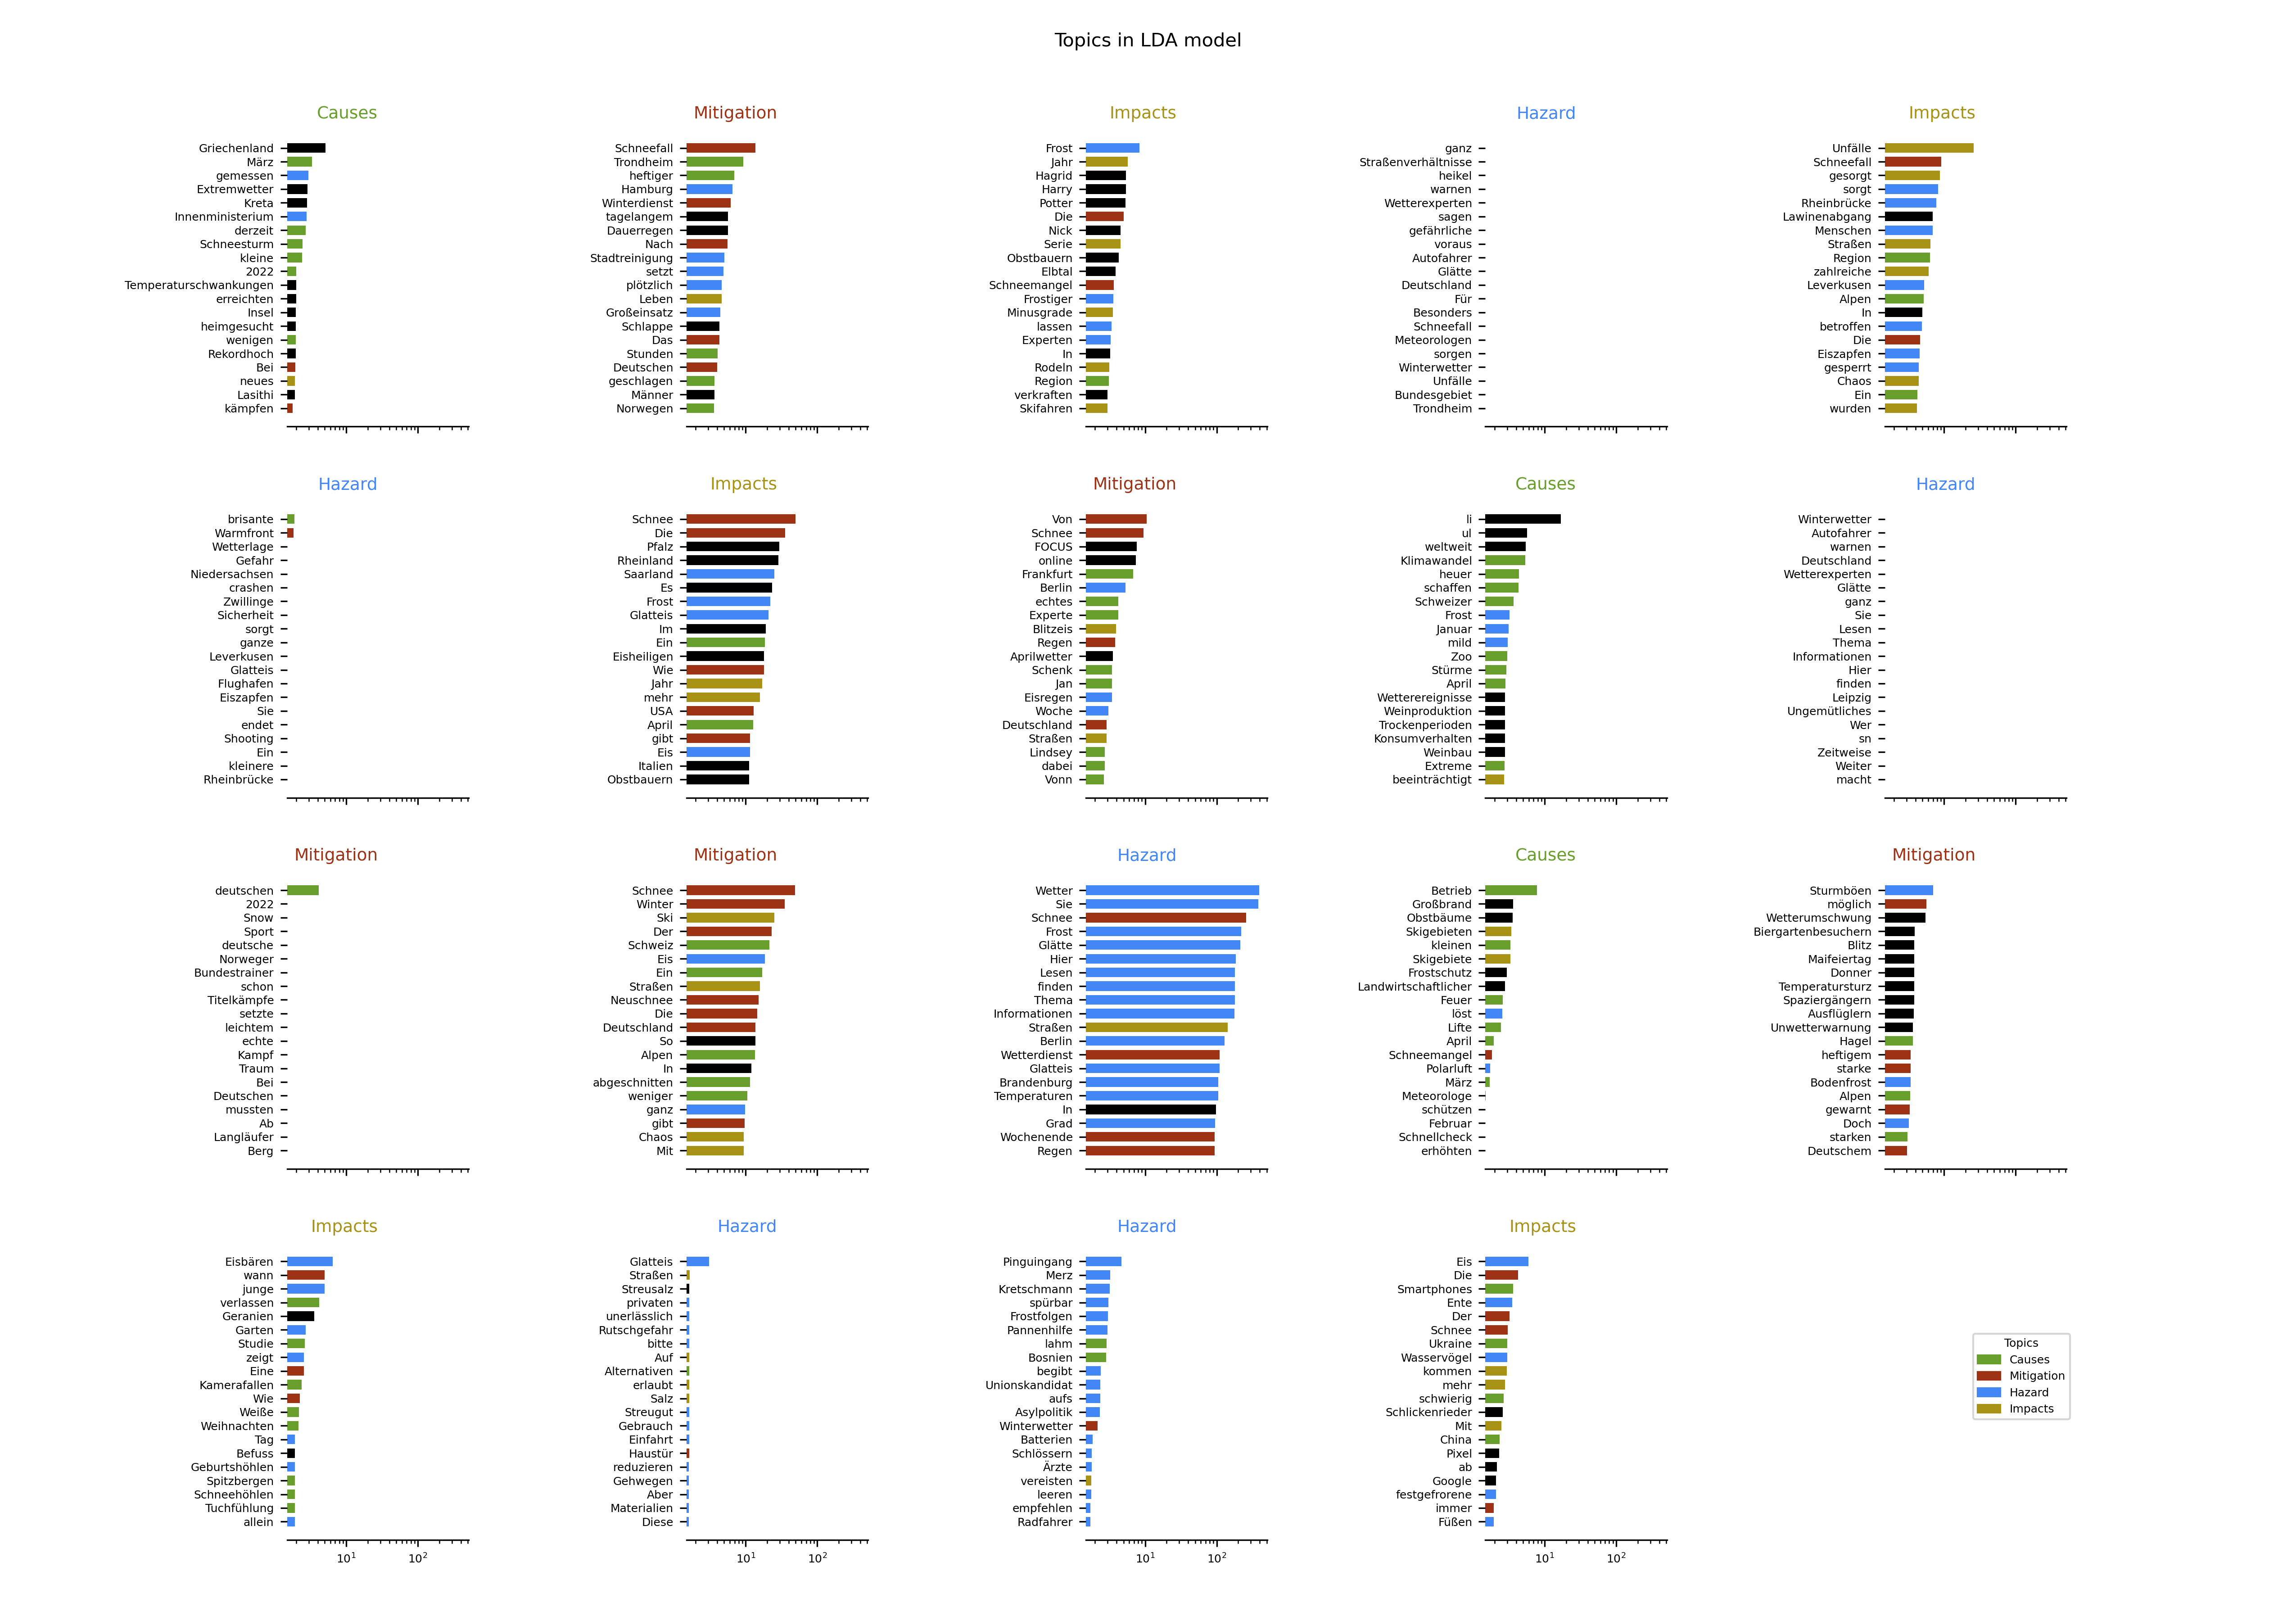 Topics in LDA model
Causes
Griechenland
März
gemessen
Extremwetter
Kreta
Innenministerium
derzeit
Schneesturm
kleine
2022
Temperaturschwankungen
erreichten
Insel
heimgesucht
wenigen
Rekordhoch
Bei
neues
Lasithi
kämpfen
Mitigation
Schneefall
Trondheim
heftiger
Hamburg
Winterdienst
tagelangem
Dauerregen
Nach
Stadtreinigung
setzt
plötzlich
Leben
Großeinsatz
Schlappe
Das
Stunden
Deutschen
geschlagen
Männer
Norwegen
Impacts
Frost
Jahr
Hagrid
Harry
Potter
Die
Nick
Serie
Obstbauern
Elbtal
Schneemangel
Frostiger
Minusgrade
lassen
Experten
In
Rodeln
Region
verkraften
Skifahren
Hazard
ganz
Straßenverhältnisse
heikel
warnen
Wetterexperten
sagen
gefährliche
voraus
Autofahrer
Glätte
Deutschland
Für
Besonders
Schneefall
Meteorologen
sorgen
Winterwetter
Unfälle
Bundesgebiet
Trondheim
Impacts
Unfälle
Schneefall
gesorgt
sorgt
Rheinbrücke
Lawinenabgang
Menschen
Straßen
Region
zahlreiche
Leverkusen
Alpen
In
betroffen
Die
Eiszapfen
gesperrt
Chaos
Ein
wurden
Hazard
brisante
Warmfront
Wetterlage
Gefahr
Niedersachsen
crashen
Zwillinge
Sicherheit
sorgt
ganze
Leverkusen
Glatteis
Flughafen
Eiszapfen
Sie
endet
Shooting
Ein
kleinere
Rheinbrücke
Impacts
Schnee
Die
Pfalz
Rheinland
Saarland
Es
Frost
Glatteis
Im
Ein
Eisheiligen
Wie
Jahr
mehr
USA
April
gibt
Eis
Italien
Obstbauern
Mitigation
Von
Schnee
FOCUS
online
Frankfurt
Berlin
echtes
Experte
Blitzeis
Regen
Aprilwetter
Schenk
Jan
Eisregen
Woche
Deutschland
Straßen
Lindsey
dabei
Vonn
Causes
li
ul
weltweit
Klimawandel
heuer
schaffen
Schweizer
Frost
Januar
mild
Zoo
Stürme
April
Wetterereignisse
Weinproduktion
Trockenperioden
Konsumverhalten
Weinbau
Extreme
beeinträchtigt
Hazard
Winterwetter
Autofahrer
warnen
Deutschland
Wetterexperten
Glätte
ganz
Sie
Lesen
Thema
Informationen
Hier
finden
Leipzig
Ungemütliches
Wer
sn
Zeitweise
Weiter
macht
Mitigation
deutschen
2022
Snow
Sport
deutsche
Norweger
Bundestrainer
schon
Titelkämpfe
setzte
leichtem
echte
Kampf
Traum
Bei
Deutschen
mussten
Ab
Langläufer
Berg
Mitigation
Schnee
Winter
Ski
Der
Schweiz
Eis
Ein
Straßen
Neuschnee
Die
Deutschland
So
Alpen
In
abgeschnitten
weniger
ganz
gibt
Chaos
Mit
Hazard
Wetter
Sie
Schnee
Frost
Glätte
Hier
Lesen
finden
Thema
Informationen
Straßen
Berlin
Wetterdienst
Glatteis
Brandenburg
Temperaturen
In
Grad
Wochenende
Regen
Causes
Betrieb
Großbrand
Obstbäume
Skigebieten
kleinen
Skigebiete
Frostschutz
Landwirtschaftlicher
Feuer
löst
Lifte
April
Schneemangel
Polarluft
März
Meteorologe
schützen
Februar
Schnellcheck
erhöhten
Mitigation
Sturmböen
möglich
Wetterumschwung
Biergartenbesuchern
Blitz
Maifeiertag
Donner
Temperatursturz
Spaziergängern
Ausflüglern
Unwetterwarnung
Hagel
heftigem
starke
Bodenfrost
Alpen
gewarnt
Doch
starken
Deutschem
Impacts
Eisbären
wann
junge
verlassen
Geranien
Garten
Studie
zeigt
Eine
Kamerafallen
Wie
Weiße
Weihnachten
Tag
Befuss
Geburtshöhlen
Spitzbergen
Schneehöhlen
Tuchfühlung
allein
10¹ 10²
Hazard
Glatteis
Straßen
Streusalz
privaten
unerlässlich
Rutschgefahr
bitte
Auf
Alternativen
erlaubt
Salz
Streugut
Gebrauch
Einfahrt
Haustür
reduzieren
Gehwegen
Aber
Materialien
Diese
10¹ 10²
Hazard
Pinguingang
Merz
Kretschmann
spürbar
Frostfolgen
Pannenhilfe
lahm
Bosnien
begibt
Unionskandidat
aufs
Asylpolitik
Winterwetter
Batterien
Schlössern
Ärzte
vereisten
leeren
empfehlen
Radfahrer
10¹ 10²
Impacts
Eis
Die
Smartphones
Ente
Der
Schnee
Ukraine
Wasservögel
kommen
mehr
schwierig
Schlickenrieder
Mit
China
Pixel
ab
Google
festgefrorene
immer
Füßen
10¹ 10²
Topics
Causes
Mitigation
Hazard
Impacts